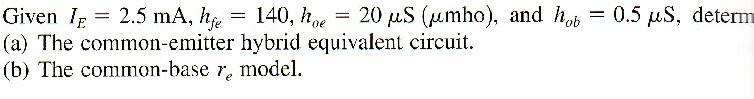 Given I_E = 2.5 mA, h_fe = 140, h_oe = 20 μS (μmho), and h_ob = 0.5 μS, determ
(a) The common-emitter hybrid equivalent circuit.
(b) The common-base r_e model.